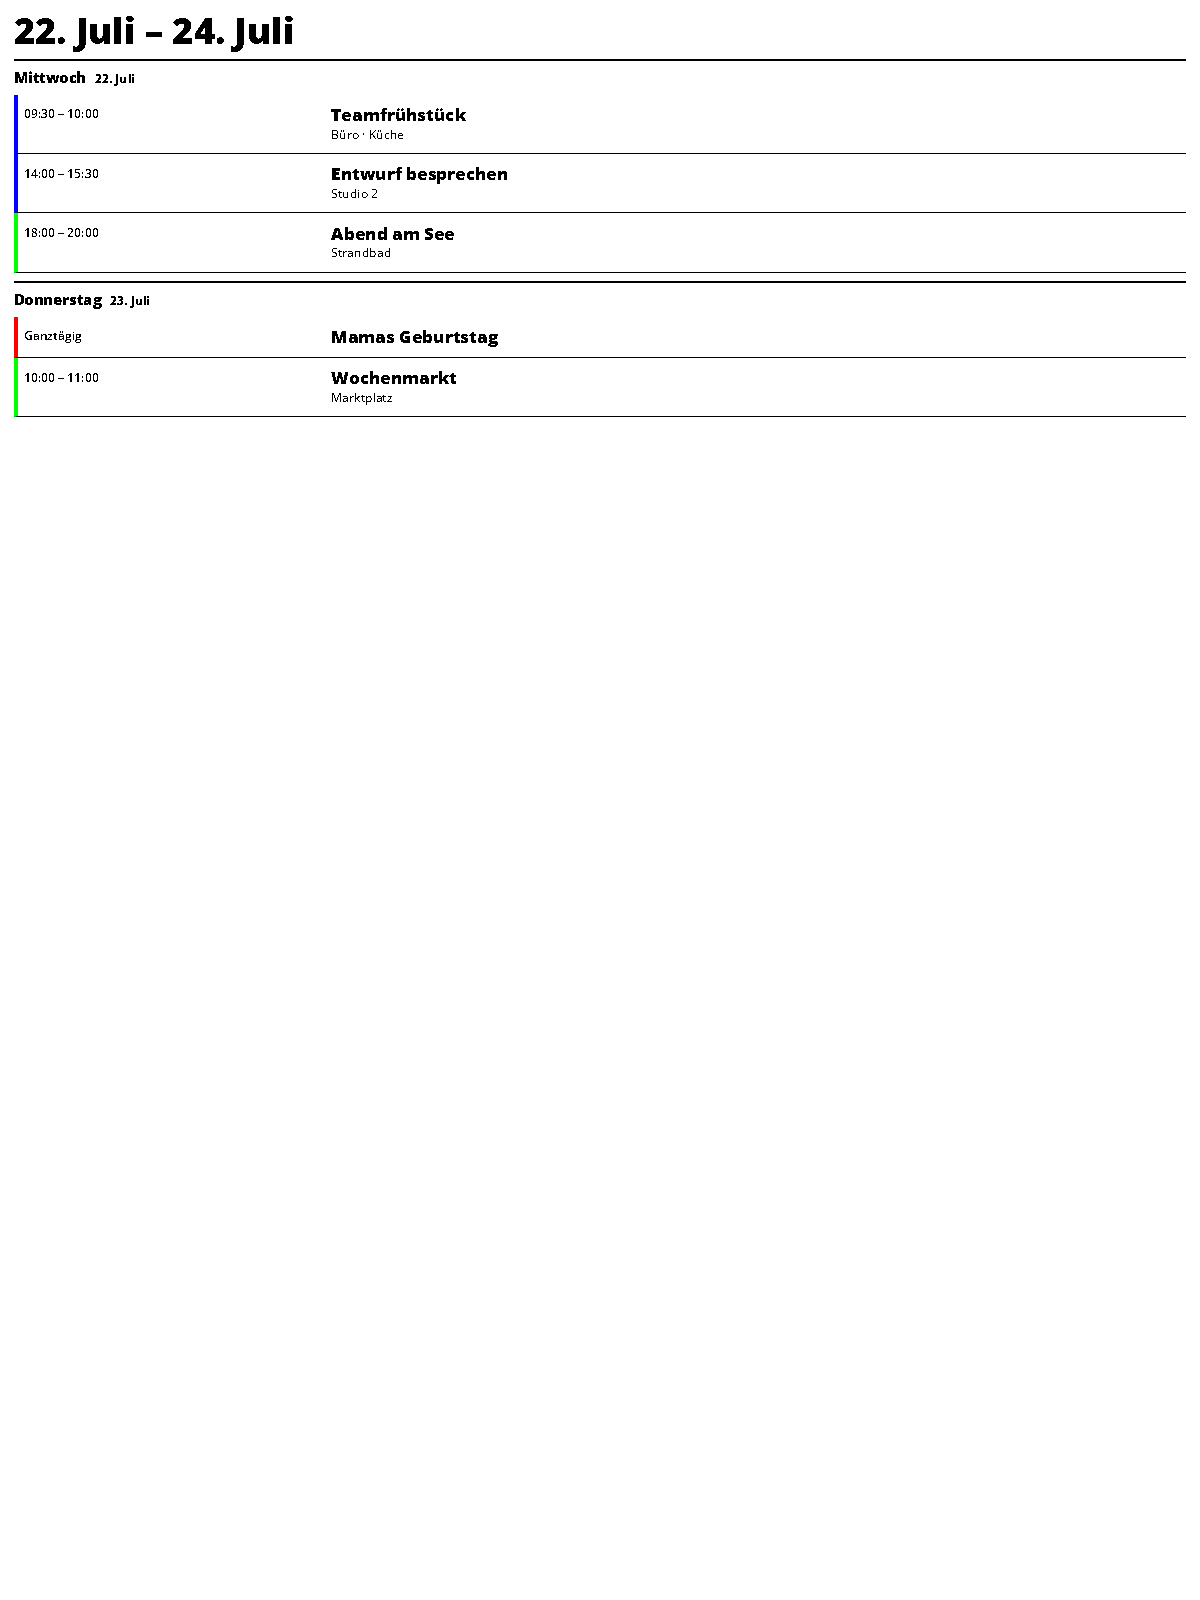 22. Juli – 24. Juli
Mittwoch 22. Juli
09:30 – 10:00 Teamfrühstück
Büro · Küche
14:00 – 15:30 Entwurf besprechen
Studio 2
18:00 – 20:00 Abend am See
Strandbad
Donnerstag 23. Juli
Ganztägig Mamas Geburtstag
10:00 – 11:00 Wochenmarkt
Marktplatz